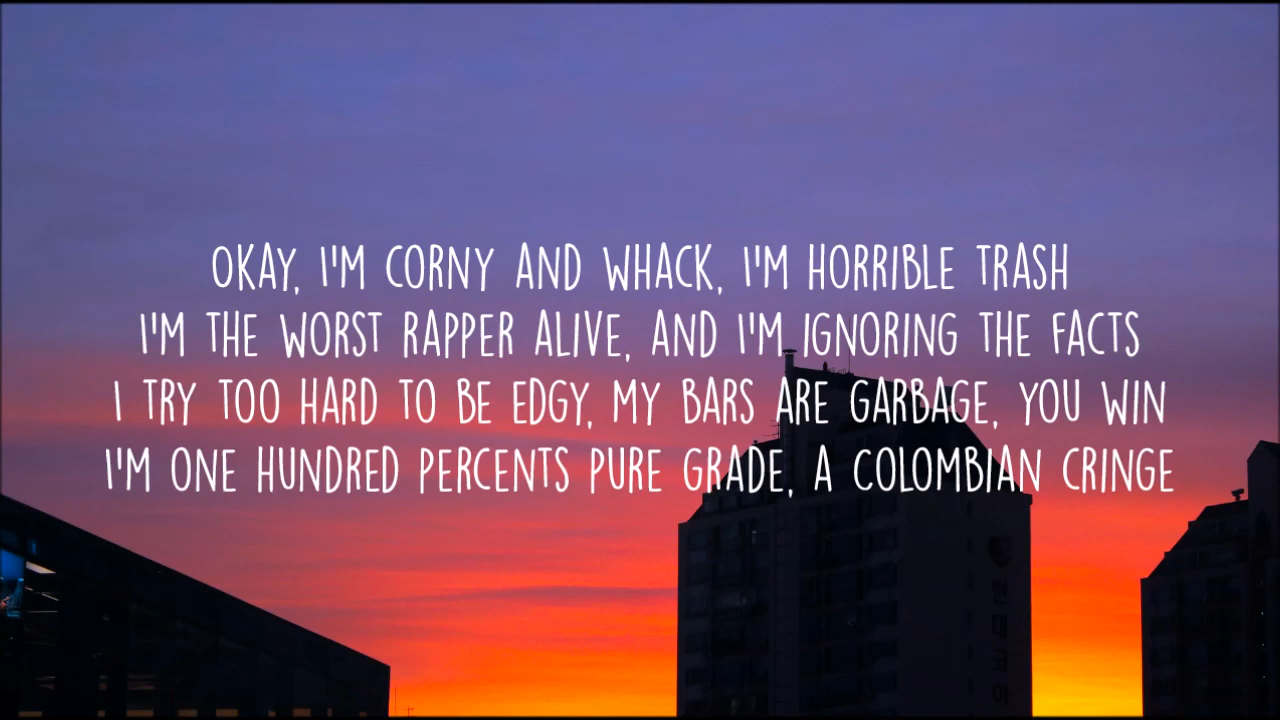 OKAY, I'M CORNY AND WHACK, I'M HORRIBLE TRASH
I'M THE WORST RAPPER ALIVE, AND I'M IGNORING THE FACTS
I TRY TOO HARD TO BE EDGY, MY BARS ARE GARBAGE, YOU WIN
I'M ONE HUNDRED PERCENTS PURE GRADE, A COLOMBIAN CRINGE